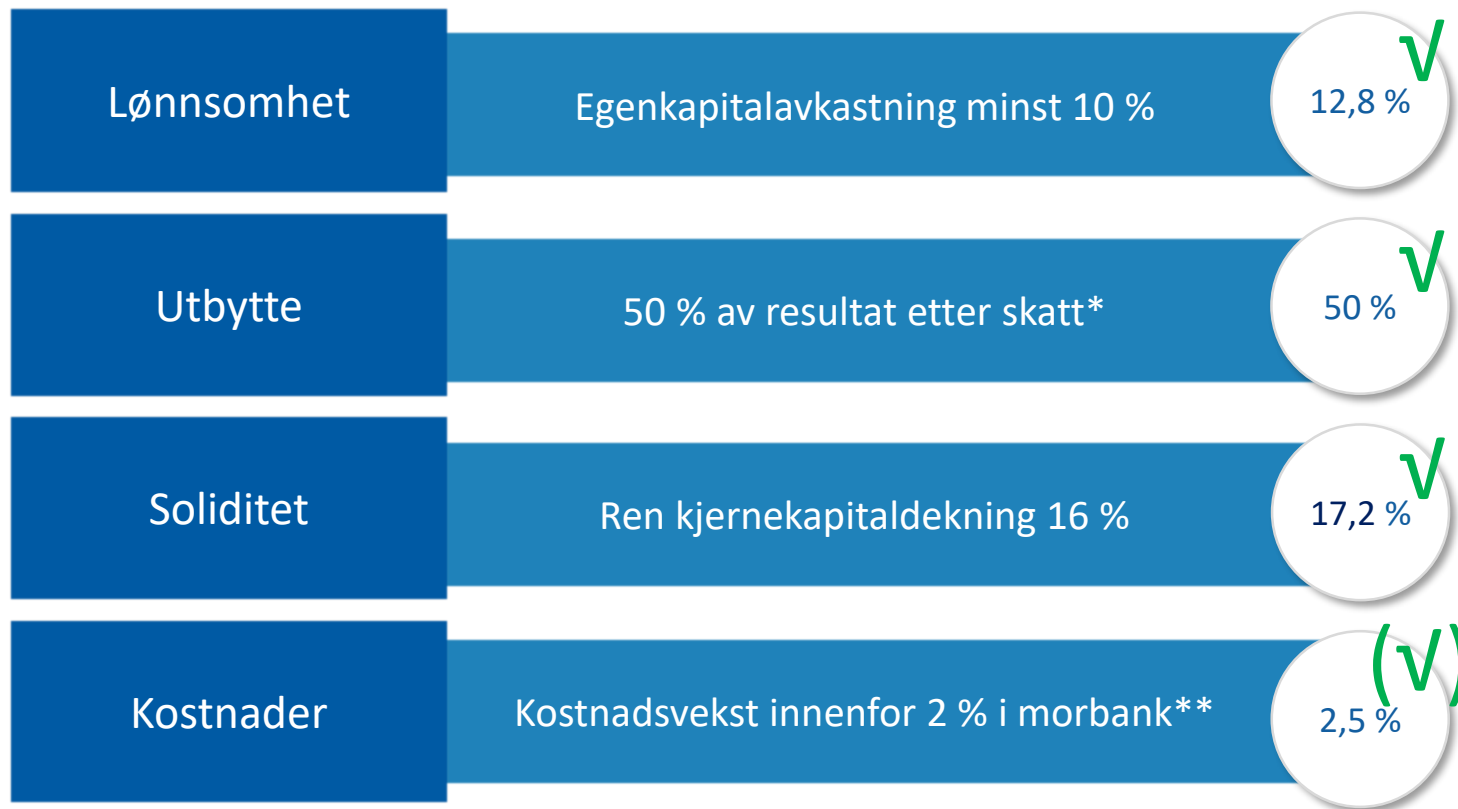 Lønnsomhet
Egenkapitalavkastning minst 10 %
12,8 %
√
Utbytte
50 % av resultat etter skatt*
50 %
√
Soliditet
Ren kjernekapitaldekning 16 %
17,2 %
√
Kostnader
Kostnadsvekst innenfor 2 % i morbank**
2,5 %
(√)